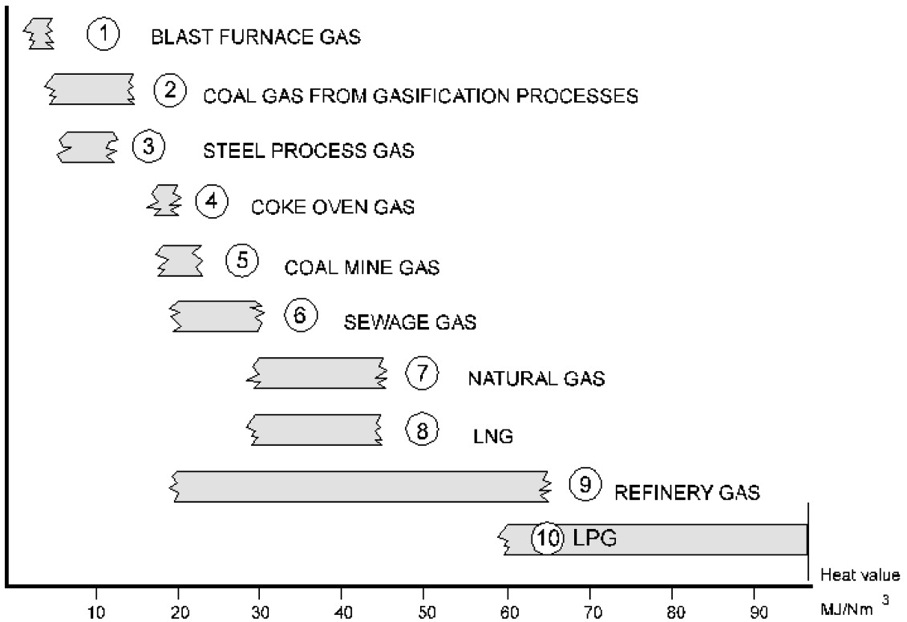 1 BLAST FURNACE GAS
2 COAL GAS FROM GASIFICATION PROCESSES
3 STEEL PROCESS GAS
4 COKE OVEN GAS
5 COAL MINE GAS
6 SEWAGE GAS
7 NATURAL GAS
8 LNG
9 REFINERY GAS
10 LPG
Heat value
10 20 30 40 50 60 70 80 90 MJ/Nm 3